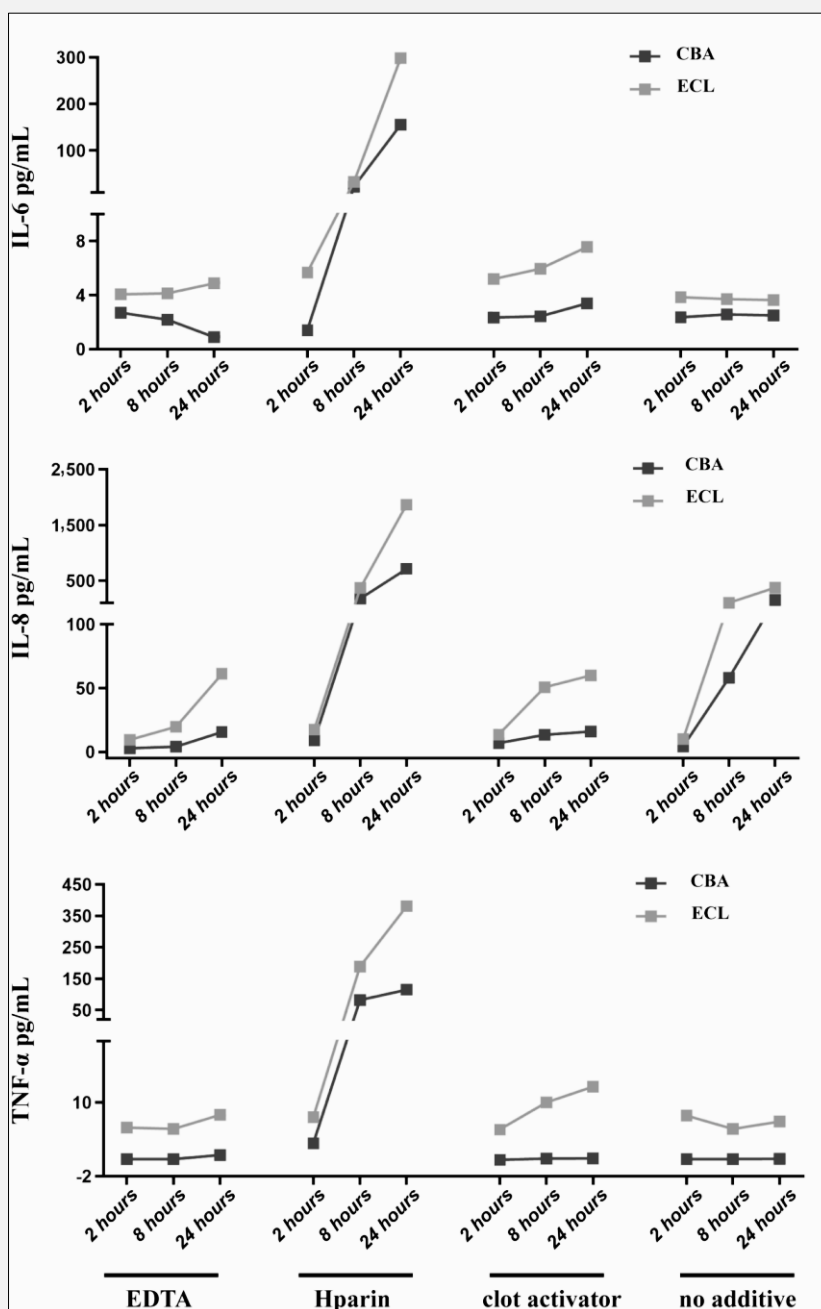 IL-6 pg/mL
300
200
100
8
4
0
CBA
ECL
2 hours
8 hours
24 hours
2 hours
8 hours
24 hours
2 hours
8 hours
24 hours
2 hours
8 hours
24 hours
IL-8 pg/mL
2,500
1,500
500
100
50
0
CBA
ECL
2 hours
8 hours
24 hours
2 hours
8 hours
24 hours
2 hours
8 hours
24 hours
2 hours
8 hours
24 hours
TNF-α pg/mL
450
350
250
150
50
10
-2
CBA
ECL
2 hours
8 hours
24 hours
2 hours
8 hours
24 hours
2 hours
8 hours
24 hours
2 hours
8 hours
24 hours
EDTA
Hparin
clot activator
no additive